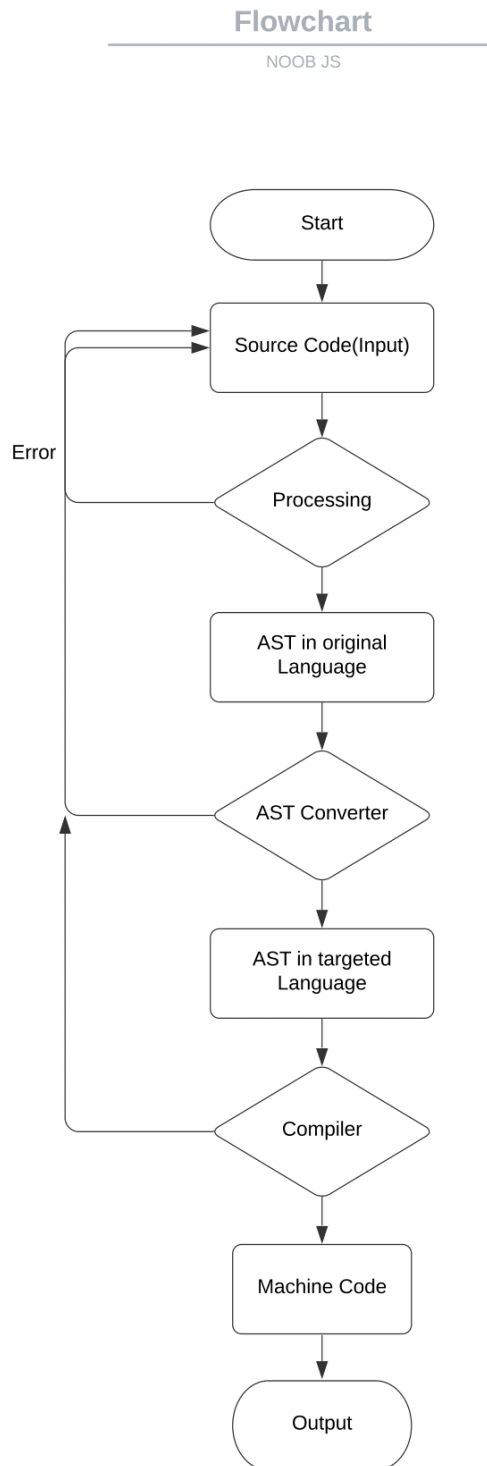 Flowchart
NOOB JS
Start
Source Code(Input)
Error
Processing
AST in original
Language
AST Converter
AST in targeted
Language
Compiler
Machine Code
Output